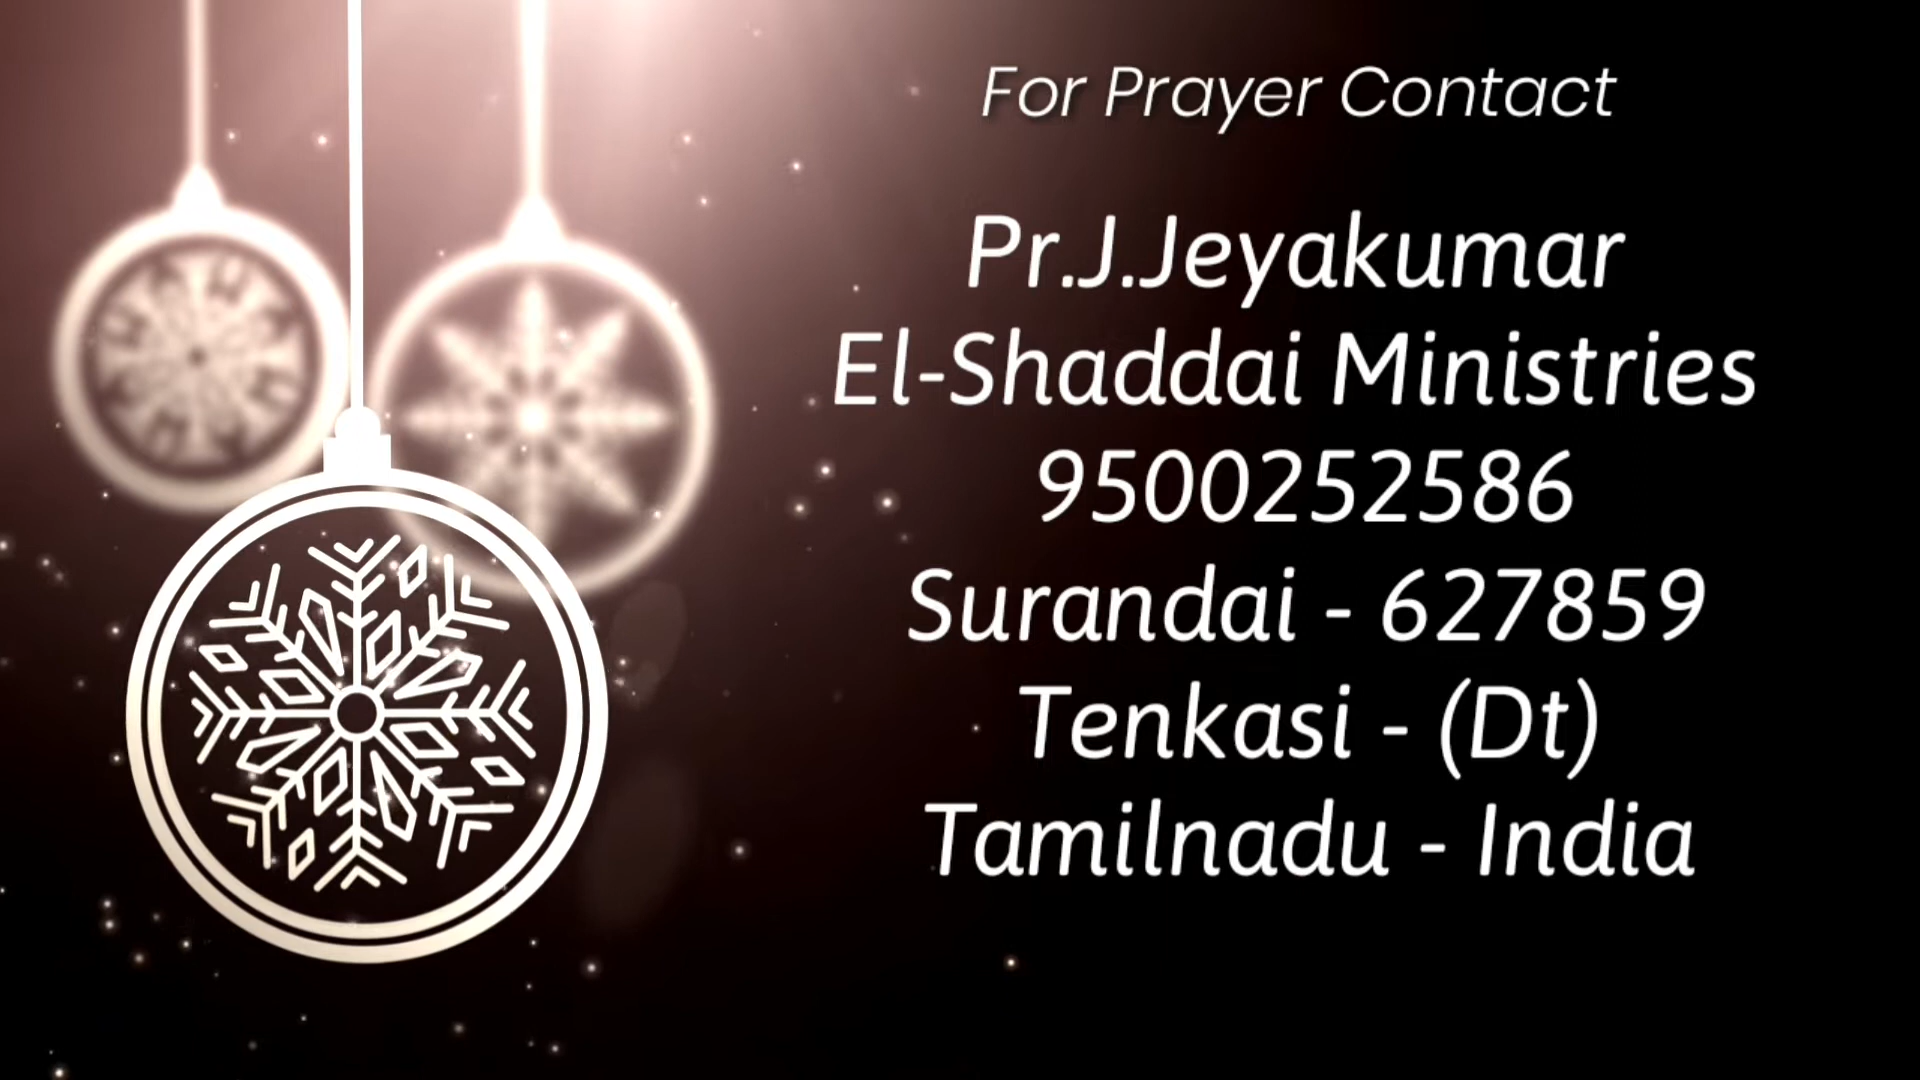 For Prayer Contact
Pr.J.Jeyakumar
El-Shaddai Ministries
9500252586
Surandai - 627859
Tenkasi - (Dt)
Tamilnadu - India